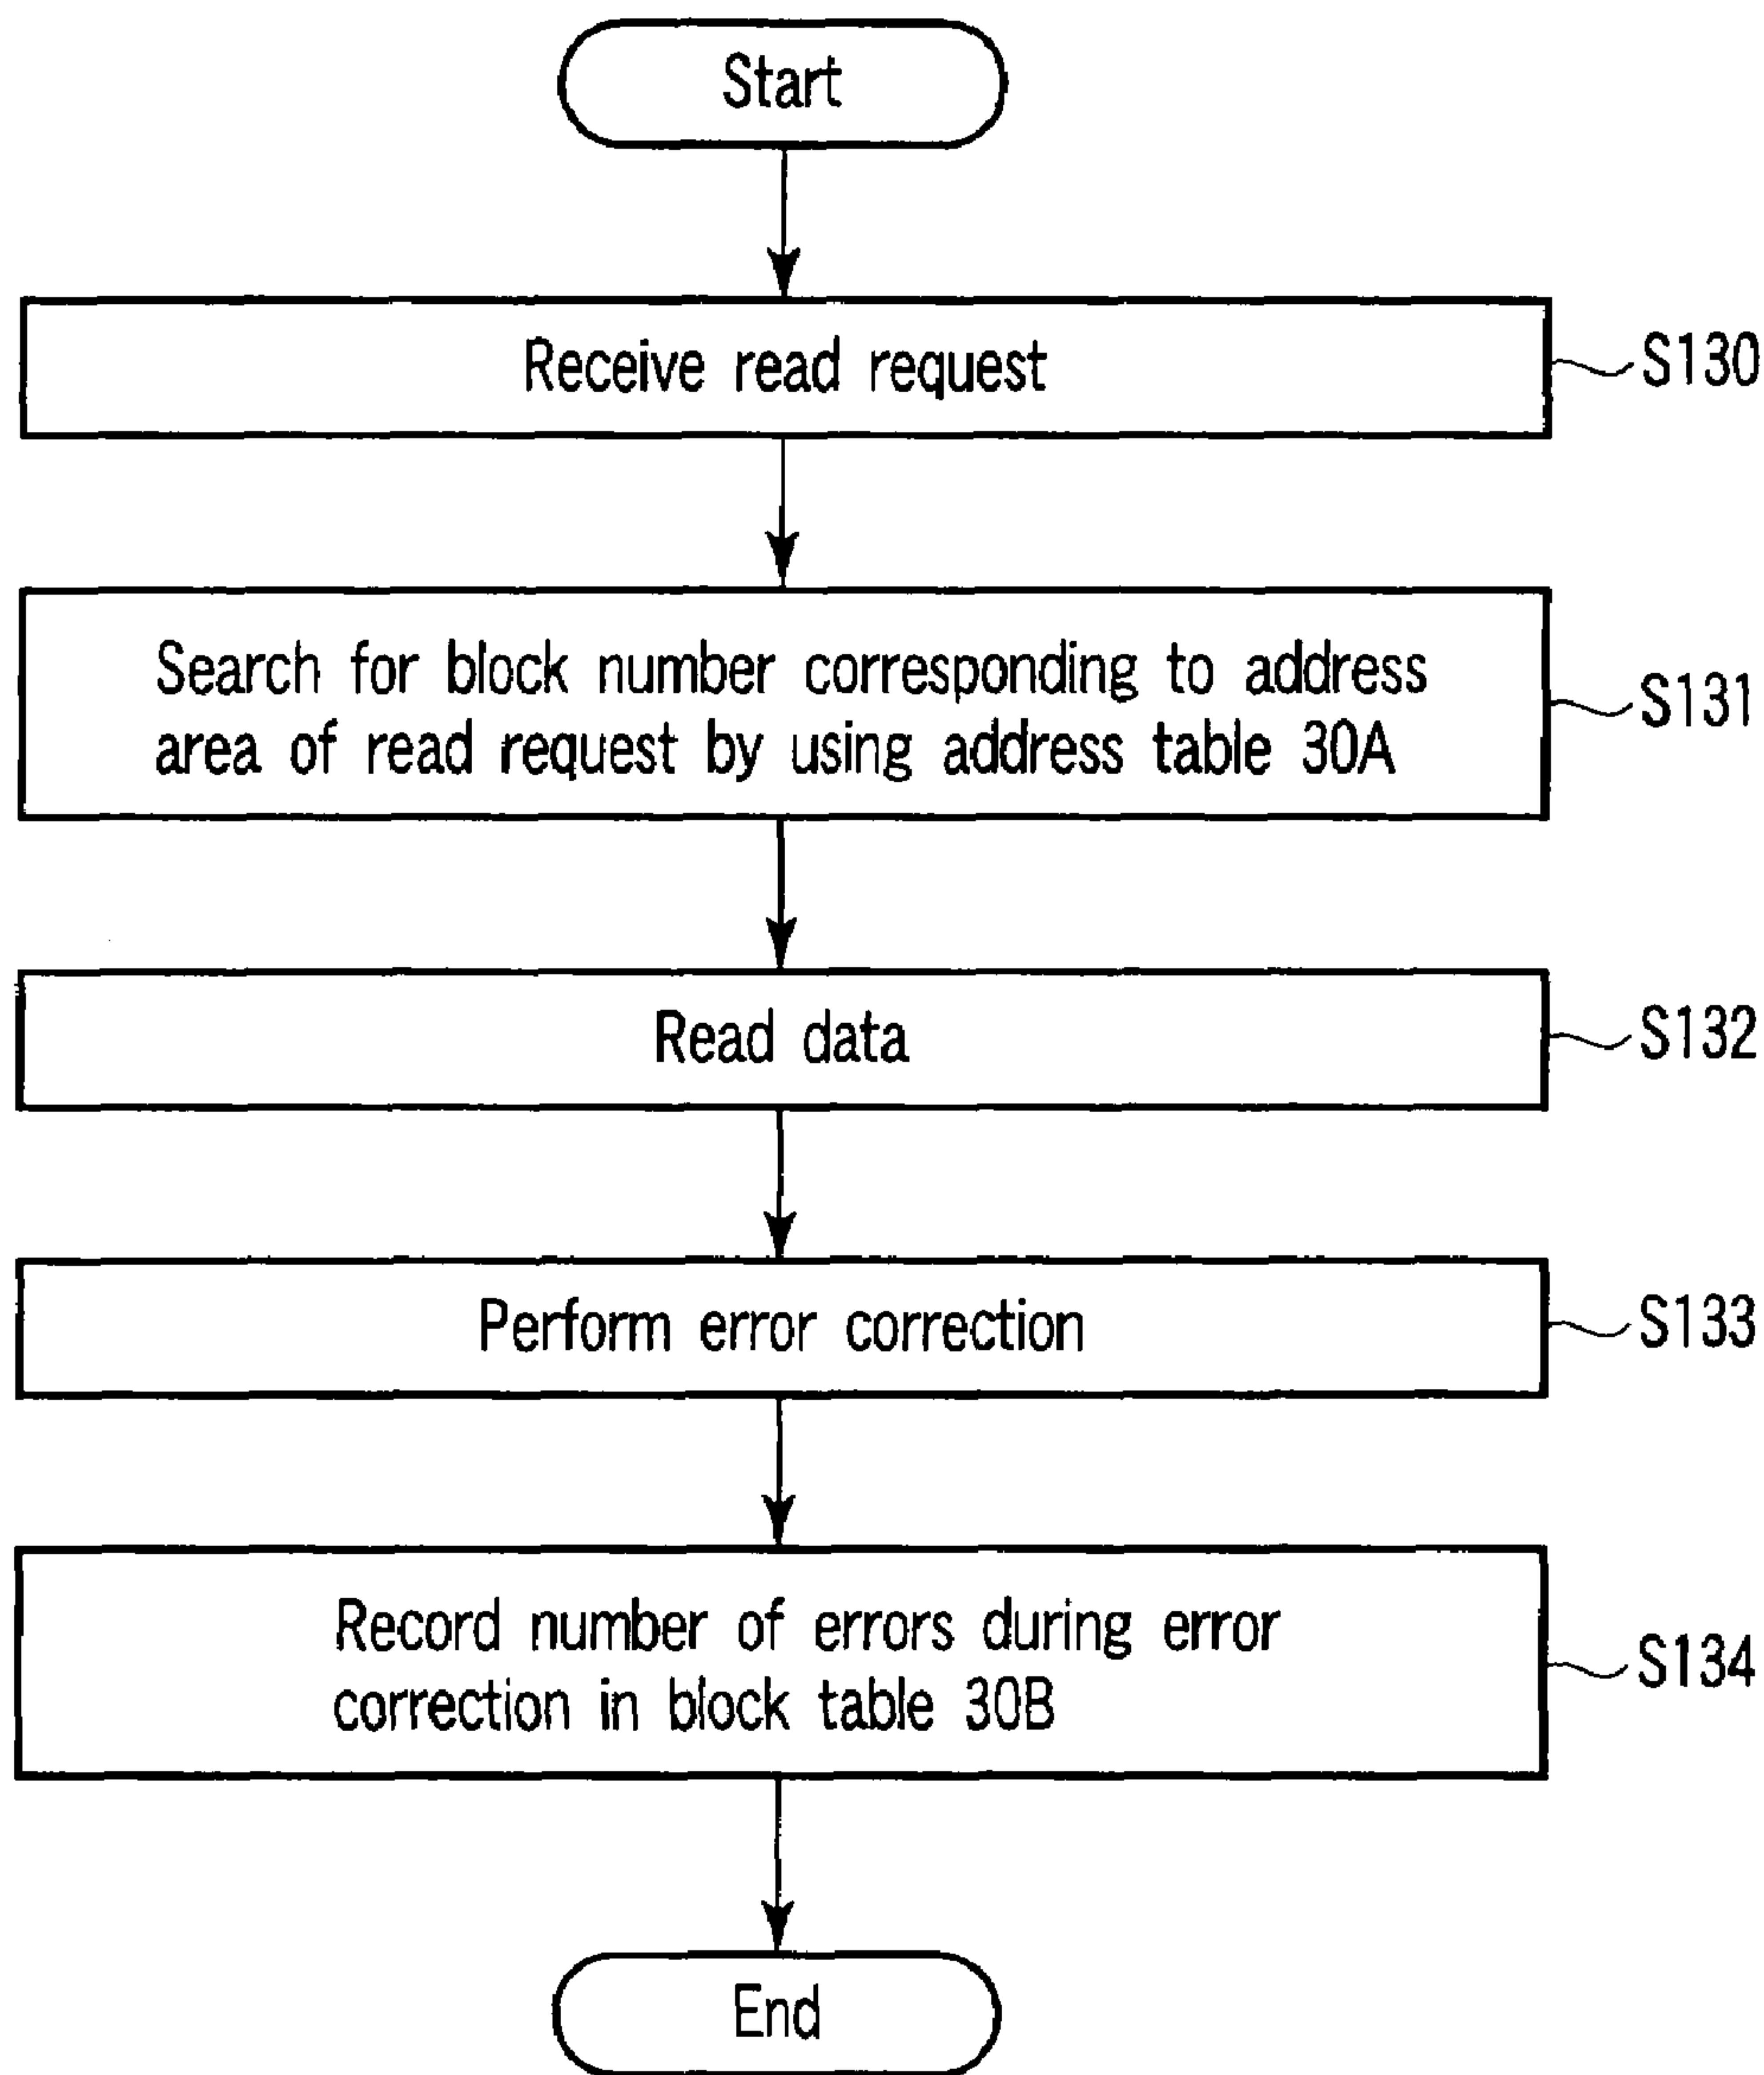 Start
Receive read request
S130
Search for block number corresponding to address
area of read request by using address table 30A
S131
Read data
S132
Perform error correction
S133
Record number of errors during error
correction in block table 30B
S134
End